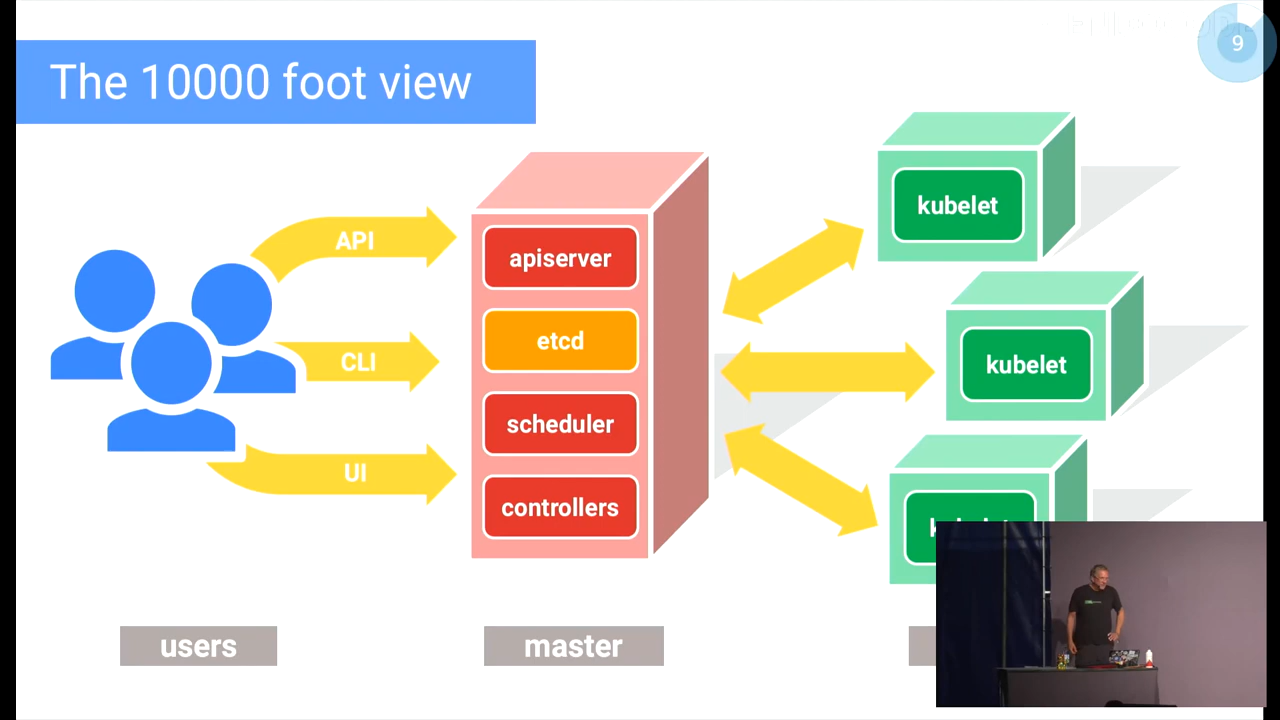 The 10000 foot view
9
API
CLI
UI
apiserver
etcd
scheduler
controllers
kubelet
kubelet
users
master